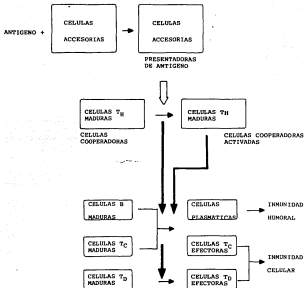 ANTIGENO +
CELULAS
ACCESORIAS
CELULAS
ACCESORIAS
PRESENTADORAS
DE ANTIGENO
CELULAS TH
MADURAS
CELULAS TH
MADURAS
CELULAS
COOPERADORAS
CELULAS COOPERADORAS
ACTIVADAS
CELULAS B
MADURAS
CELULAS
PLASMATICAS
INMUNIDAD
HUMORAL
CELULAS TC
MADURAS
CELULAS TC
EFECTORAS
INMUNIDAD
CELULAR
CELULAS TD
MADURAS
CELULAS TD
EFECTORAS